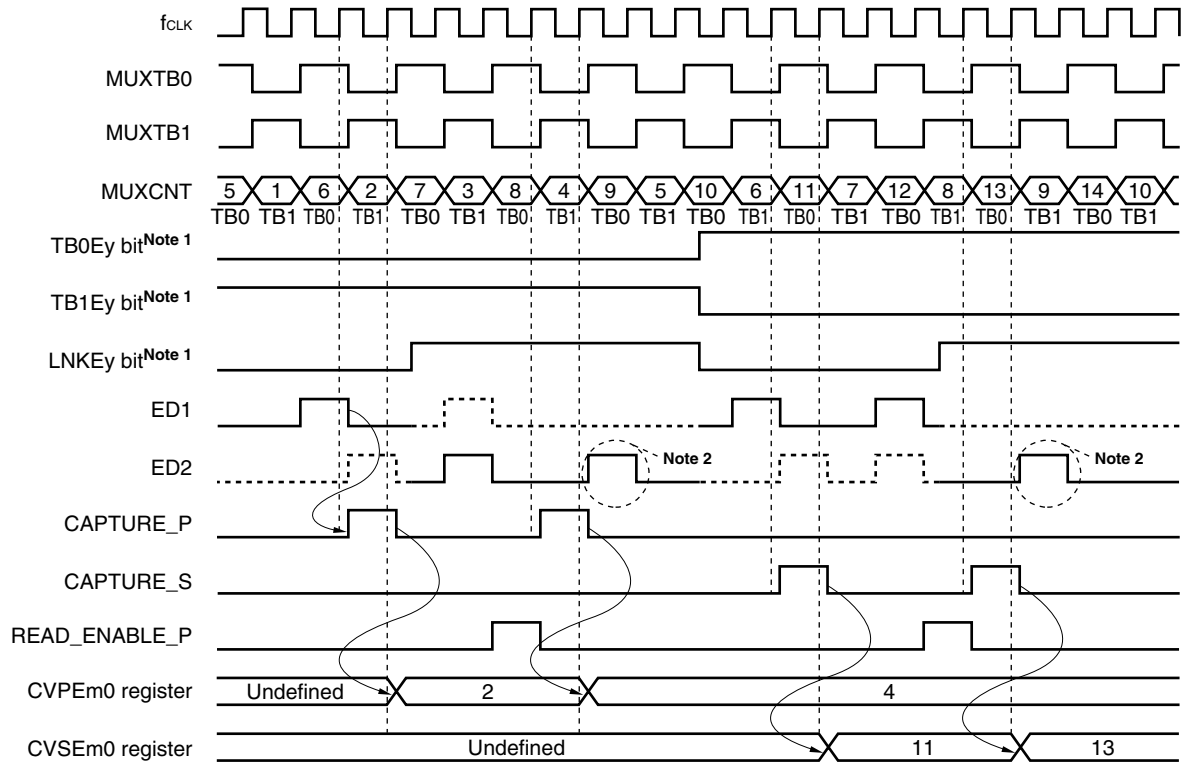 fCLK
MUXTB0
MUXTB1
MUXCNT 5 1 6 2 7 3 8 4 9 5 10 6 11 7 12 8 13 9 14 10
TB0 TB1 TB0 TB1 TB0 TB1 TB0 TB1 TB0 TB1 TB0 TB1 TB0 TB1 TB0 TB1 TB0 TB1 TB0 TB1
TB0Ey bitNote 1
TB1Ey bitNote 1
LNKEy bitNote 1
ED1
ED2 Note 2 Note 2
CAPTURE_P
CAPTURE_S
READ_ENABLE_P
CVPEm0 register Undefined 2 4
CVSEm0 register Undefined 11 13